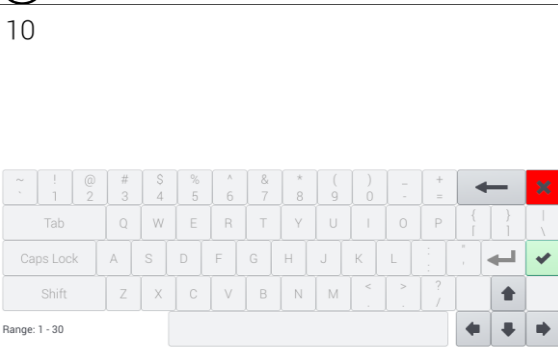 10
~ ! @ # $ % ^ & * ( ) _ +
` 1 2 3 4 5 6 7 8 9 0 - =
Tab Q W E R T Y U I O P { } |
[ ] \
Caps Lock A S D F G H J K L : "
; '
Shift Z X C V B N M < > ?
, . /
Range: 1 - 30